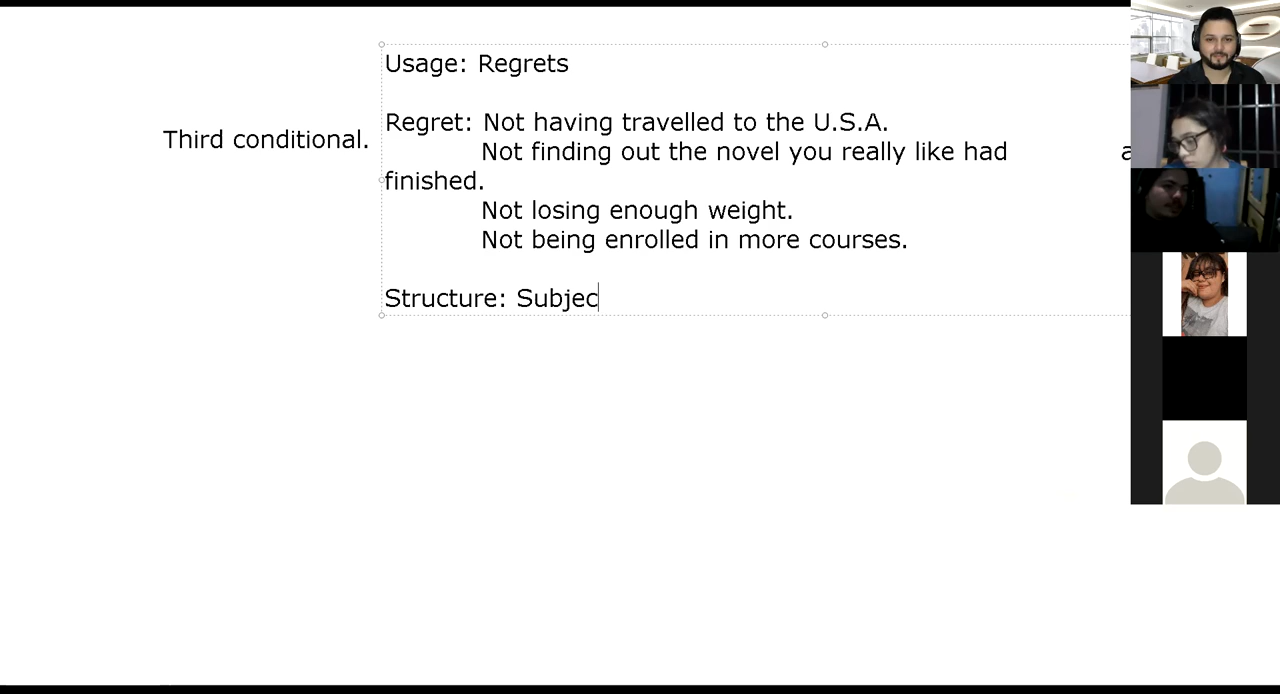 Usage: Regrets
Third conditional.
Regret: Not having travelled to the U.S.A.
Not finding out the novel you really like had
finished.
Not losing enough weight.
Not being enrolled in more courses.
Structure: Subjec